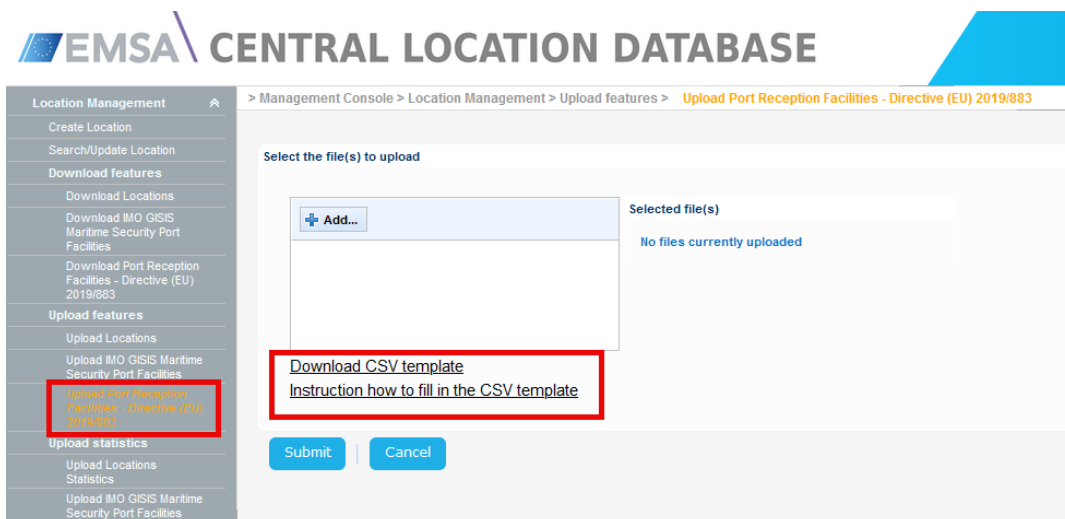 EMSA CENTRAL LOCATION DATABASE
Location Management
> Management Console > Location Management > Upload features > Upload Port Reception Facilities - Directive (EU) 2019/883
Create Location
Search/Update Location
Download features
Download Locations
Download IMO GISIS
Maritime Security Port
Facilities
Download Port Reception
Facilities - Directive (EU)
2019/883
Upload features
Upload Locations
Upload IMO GISIS Maritime
Security Port Facilities
Upload Port Reception
Facilities - Directive (EU)
2019/883
Upload statistics
Upload Locations
Statistics
Upload IMO GISIS Maritime
Security Port Facilities
Select the file(s) to upload
Add...
Selected file(s)
No files currently uploaded
Download CSV template
Instruction how to fill in the CSV template
Submit
Cancel